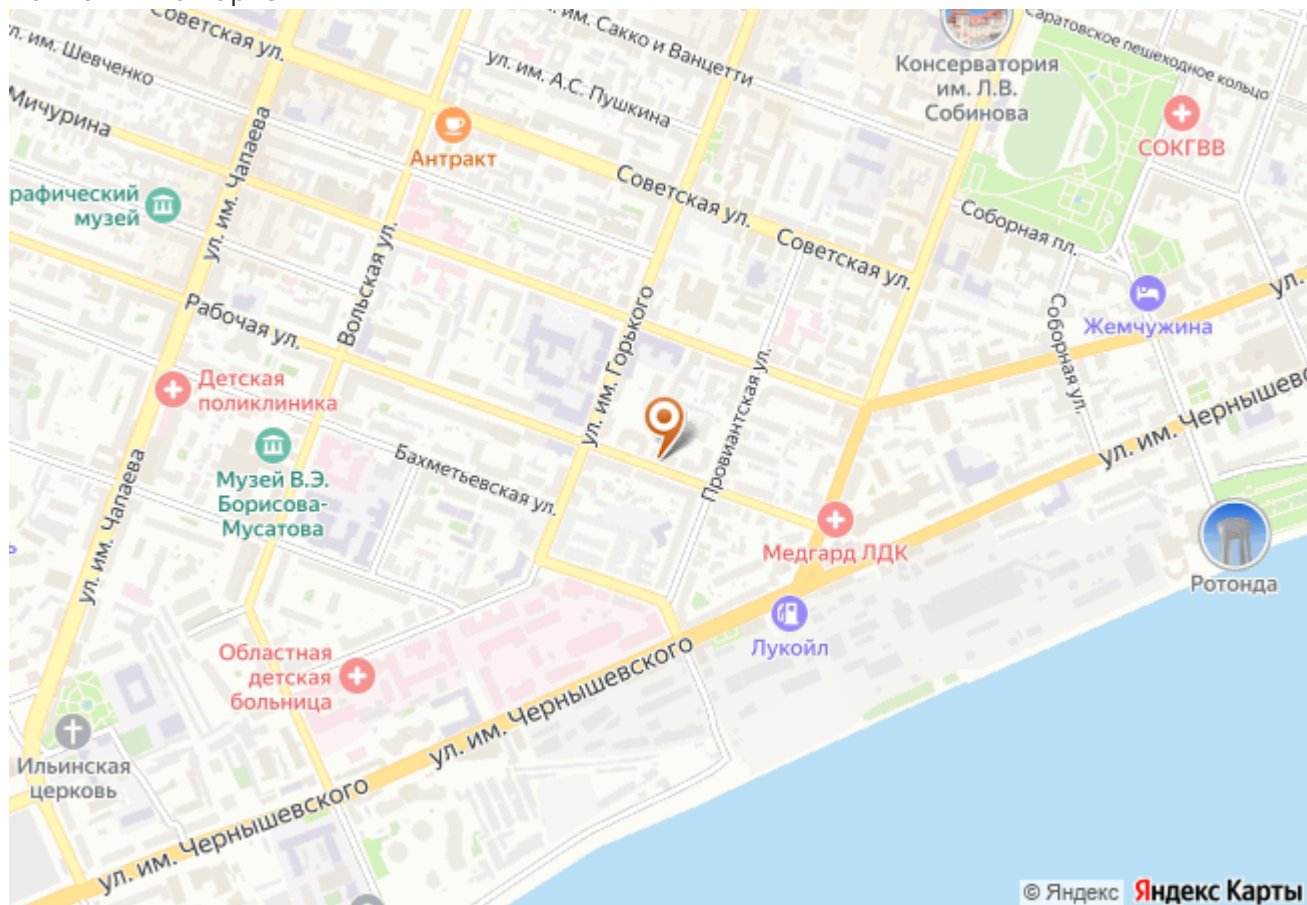 Советская ул.
ул. им. Сакко и Ванцетти
Саратовское пешеходное кольцо
л. им. Шевченко
ул. им. А.С. Пушкина
Консерватория
им. Л.В.
Собинова
Мичурина
ул. им. Чапаева
Антракт
СОКГВВ
рафический
музей
Советская ул.
Соборная пл.
Вольская ул.
Советская ул.
ул. им. Горького
Жемчужина
ул.
Рабочая ул.
Соборная ул.
Детская
поликлиника
Провиантская ул.
ул. им. Чернышевс
Бахметьевская ул.
Музей В.Э.
Борисова-
Мусатова
ул. им. Чапаева
Медгард ЛДК
Ротонда
Лукойл
Областная
детская
больница
ул. им. Чернышевского
Ильинская
церковь
ул. им. Чернышевского
© Яндекс Яндекс Карты